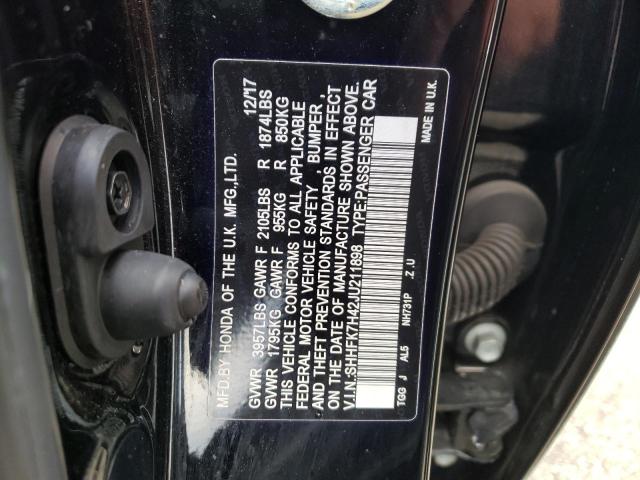 MFD.BY HONDA OF THE U.K. MFG.,LTD. 12/17
GVWR 3957LBS GAWR F 2105LBS R 1874LBS
GVWR 1795KG GAWR F 955KG R 850KG
THIS VEHICLE CONFORMS TO ALL APPLICABLE
FEDERAL MOTOR VEHICLE SAFETY , BUMPER ,
AND THEFT PREVENTION STANDARDS IN EFFECT
ON THE DATE OF MANUFACTURE SHOWN ABOVE.
V.I.N.:SHHFK7H42JU211898 TYPE:PASSENGER CAR
TGG J AL5 NH731P .Z.U MADE IN U.K.